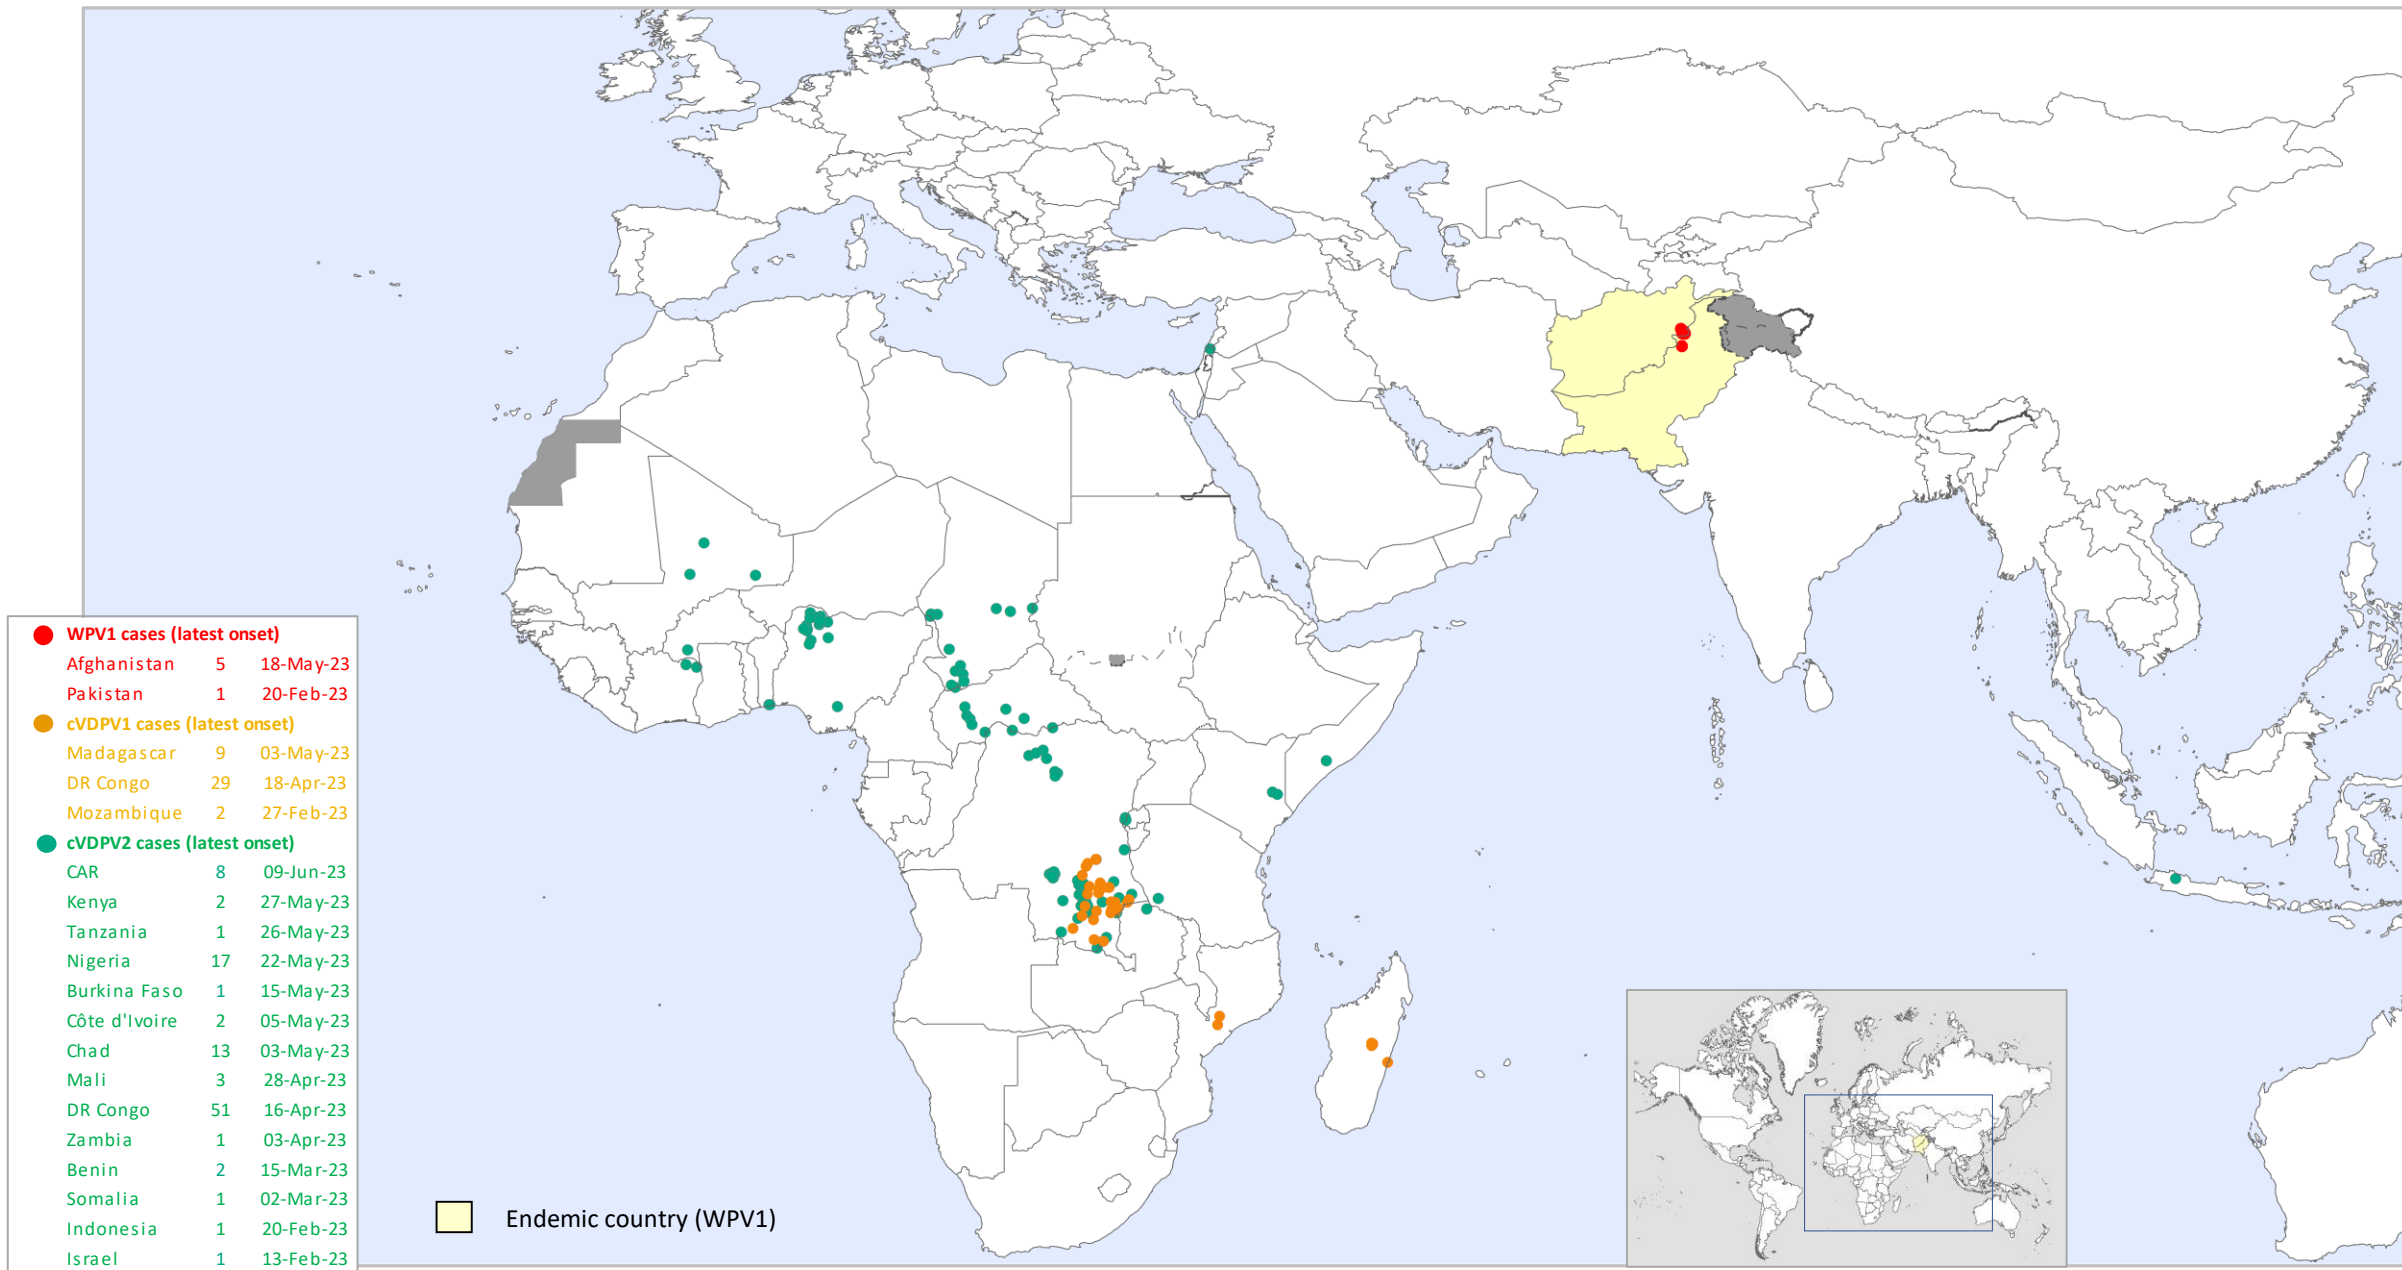 WPV1 cases (latest onset)
Afghanistan 5 18-May-23
Pakistan 1 20-Feb-23
cVDPV1 cases (latest onset)
Madagascar 9 03-May-23
DR Congo 29 18-Apr-23
Mozambique 2 27-Feb-23
cVDPV2 cases (latest onset)
CAR 8 09-Jun-23
Kenya 2 27-May-23
Tanzania 1 26-May-23
Nigeria 17 22-May-23
Burkina Faso 1 15-May-23
Côte d'Ivoire 2 05-May-23
Chad 13 03-May-23
Mali 3 28-Apr-23
DR Congo 51 16-Apr-23
Zambia 1 03-Apr-23
Benin 2 15-Mar-23
Somalia 1 02-Mar-23
Indonesia 1 20-Feb-23
Israel 1 13-Feb-23
Endemic country (WPV1)